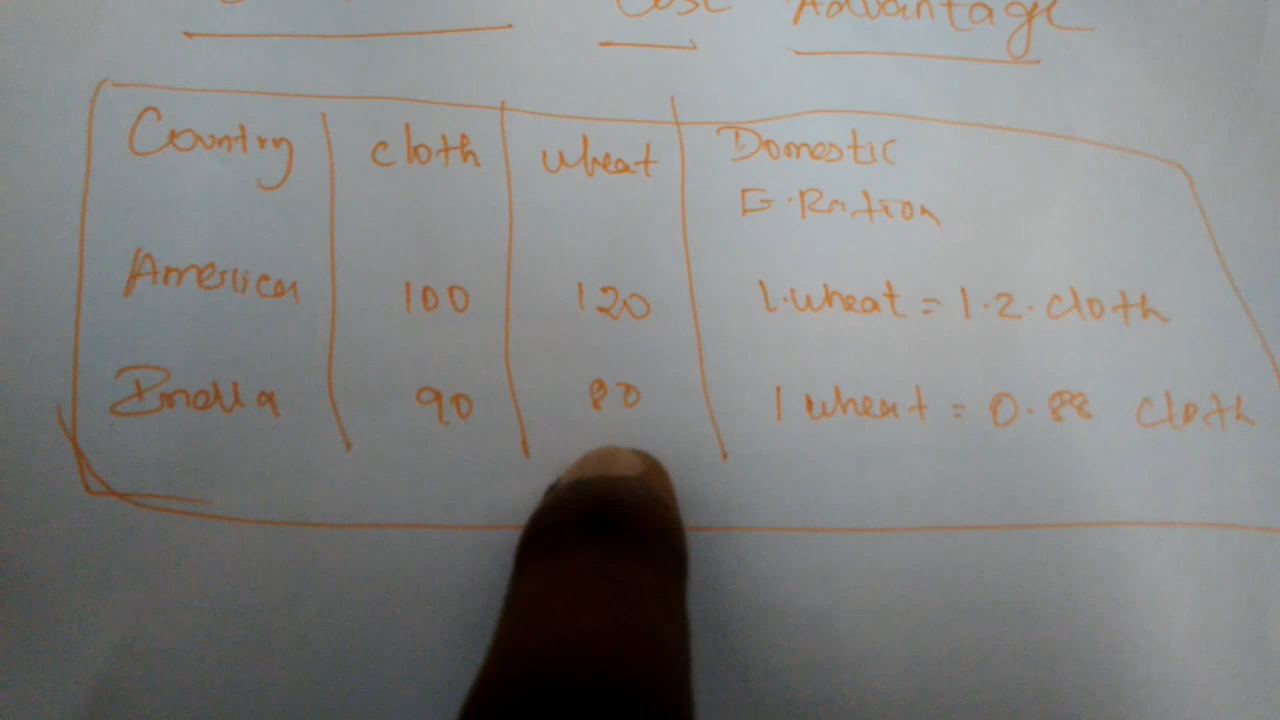 Cost Advantage
Country cloth wheat Domestic
E.Ration
America 100 120 1.wheat = 1.2.cloth
India 90 80 1 wheat = 0.88 cloth